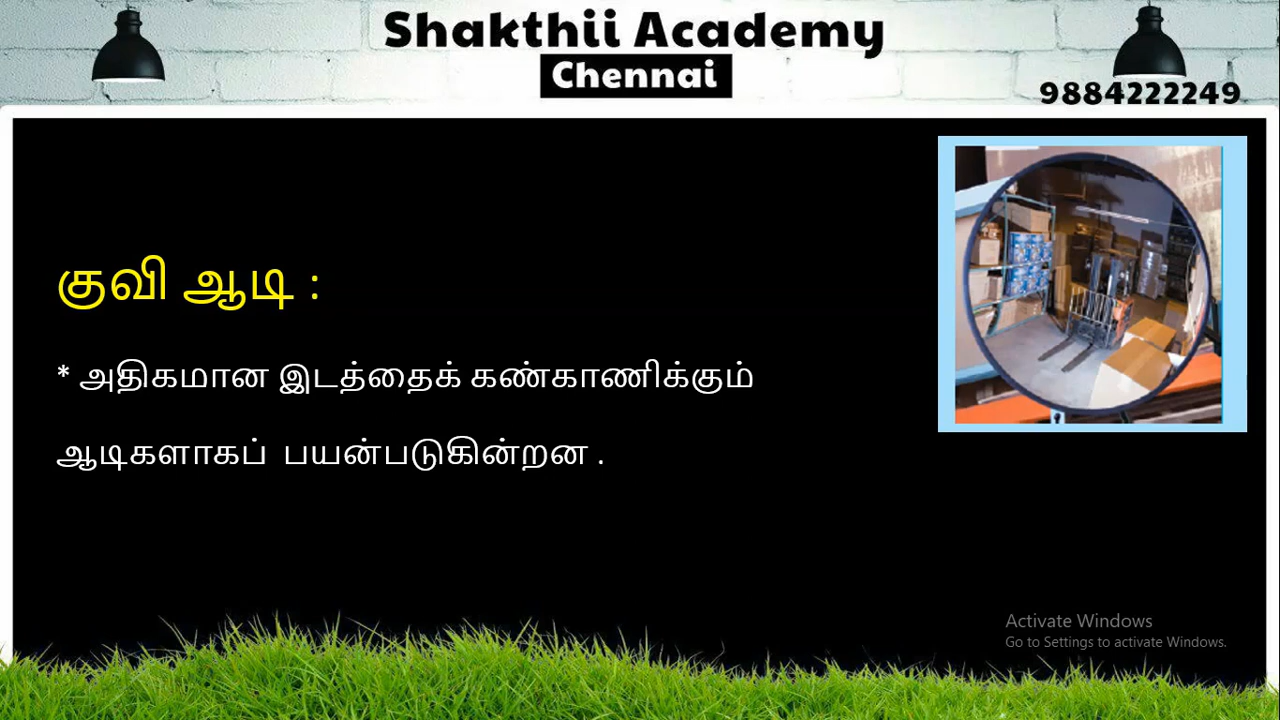 Shakthii Academy
Chennai
9884222249
குவி ஆடி :
* அதிகமான இடத்தைக் கண்காணிக்கும்
ஆடிகளாகப் பயன்படுகின்றன .
Activate Windows
Go to Settings to activate Windows.